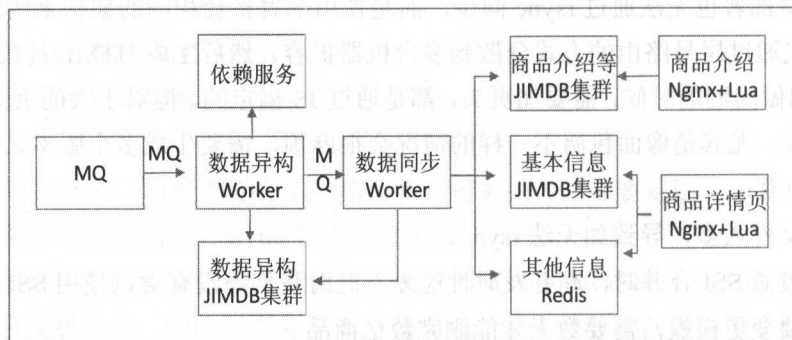 依赖服务
商品介绍等
JIMDB集群
商品介绍
Nginx+Lua
MQ
MQ
数据异构
Worker
M
Q
数据同步
Worker
基本信息
JIMDB集群
商品详情页
Nginx+Lua
数据异构
JIMDB集群
其他信息
Redis